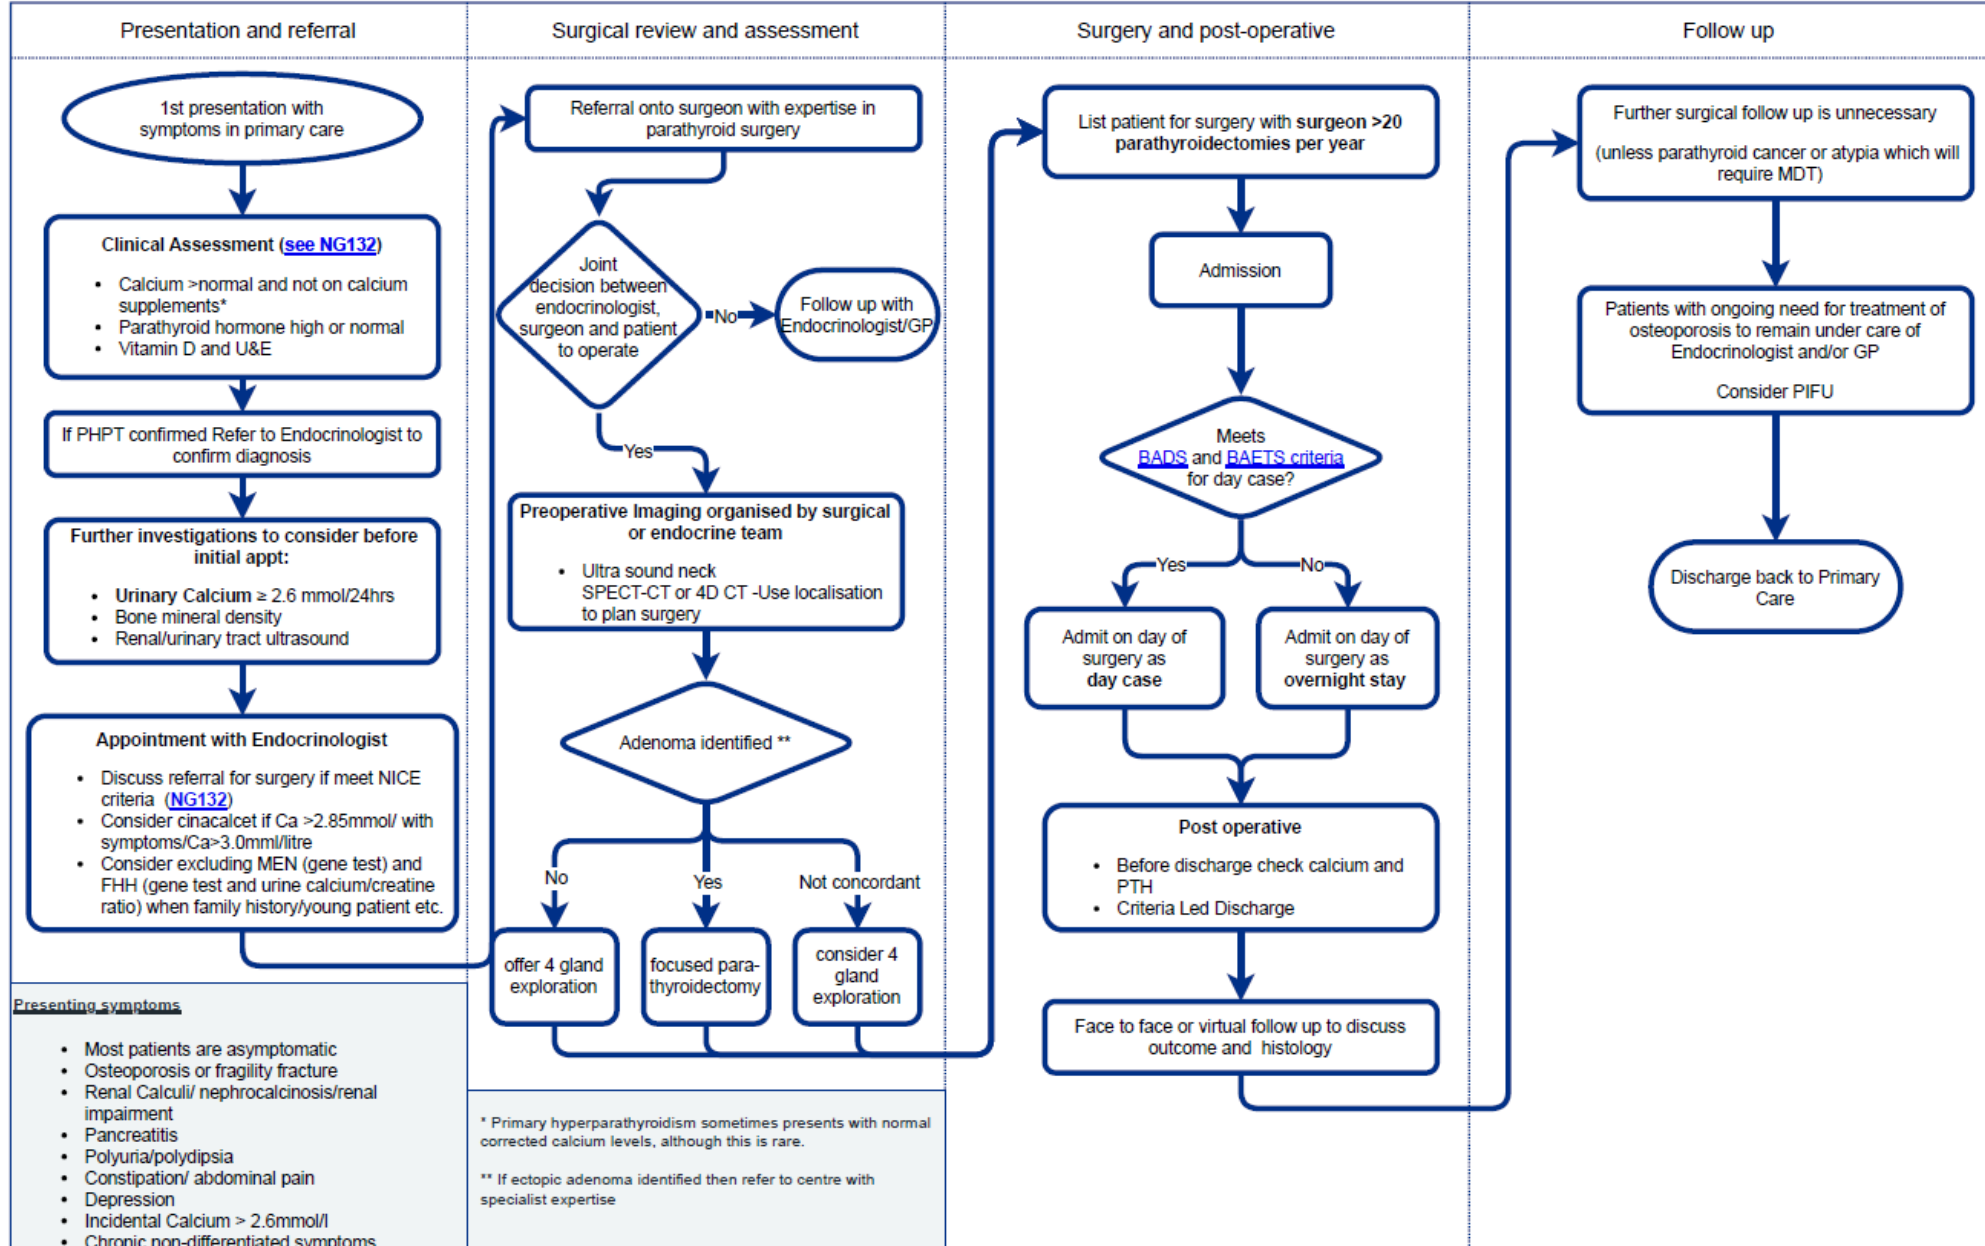 Presentation and referral
1st presentation with
symptoms in primary care
Clinical Assessment (see NG132)
• Calcium >normal and not on calcium
supplements*
• Parathyroid hormone high or normal
• Vitamin D and U&E
If PHPT confirmed Refer to Endocrinologist to
confirm diagnosis
Further investigations to consider before
initial appt:
• Urinary Calcium ≥ 2.6 mmol/24hrs
• Bone mineral density
• Renal/urinary tract ultrasound
Appointment with Endocrinologist
• Discuss referral for surgery if meet NICE
criteria (NG132)
• Consider cinacalcet if Ca >2.85mmol/ with
symptoms/Ca>3.0mml/litre
• Consider excluding MEN (gene test) and
FHH (gene test and urine calcium/creatine
ratio) when family history/young patient etc.
Presenting symptoms
• Most patients are asymptomatic
• Osteoporosis or fragility fracture
• Renal Calculi/ nephrocalcinosis/renal
impairment
• Pancreatitis
• Polyuria/polydipsia
• Constipation/ abdominal pain
• Depression
• Incidental Calcium > 2.6mmol/l
• Chronic non-differentiated symptoms
Surgical review and assessment
Referral onto surgeon with expertise in
parathyroid surgery
Joint
decision between
endocrinologist,
surgeon and patient
to operate
No
Follow up with
Endocrinologist/GP
Yes
Preoperative Imaging organised by surgical
or endocrine team
• Ultra sound neck
SPECT-CT or 4D CT -Use localisation
to plan surgery
Adenoma identified **
No
Yes
Not concordant
offer 4 gland
exploration
focused para-
thyroidectomy
consider 4
gland
exploration
* Primary hyperparathyroidism sometimes presents with normal
corrected calcium levels, although this is rare.
** If ectopic adenoma identified then refer to centre with
specialist expertise
Surgery and post-operative
List patient for surgery with surgeon >20
parathyroidectomies per year
Admission
Meets
BADS and BAETS criteria
for day case?
Yes
No
Admit on day of
surgery as
day case
Admit on day of
surgery as
overnight stay
Post operative
• Before discharge check calcium and
PTH
• Criteria Led Discharge
Face to face or virtual follow up to discuss
outcome and histology
Follow up
Further surgical follow up is unnecessary
(unless parathyroid cancer or atypia which will
require MDT)
Patients with ongoing need for treatment of
osteoporosis to remain under care of
Endocrinologist and/or GP
Consider PIFU
Discharge back to Primary
Care